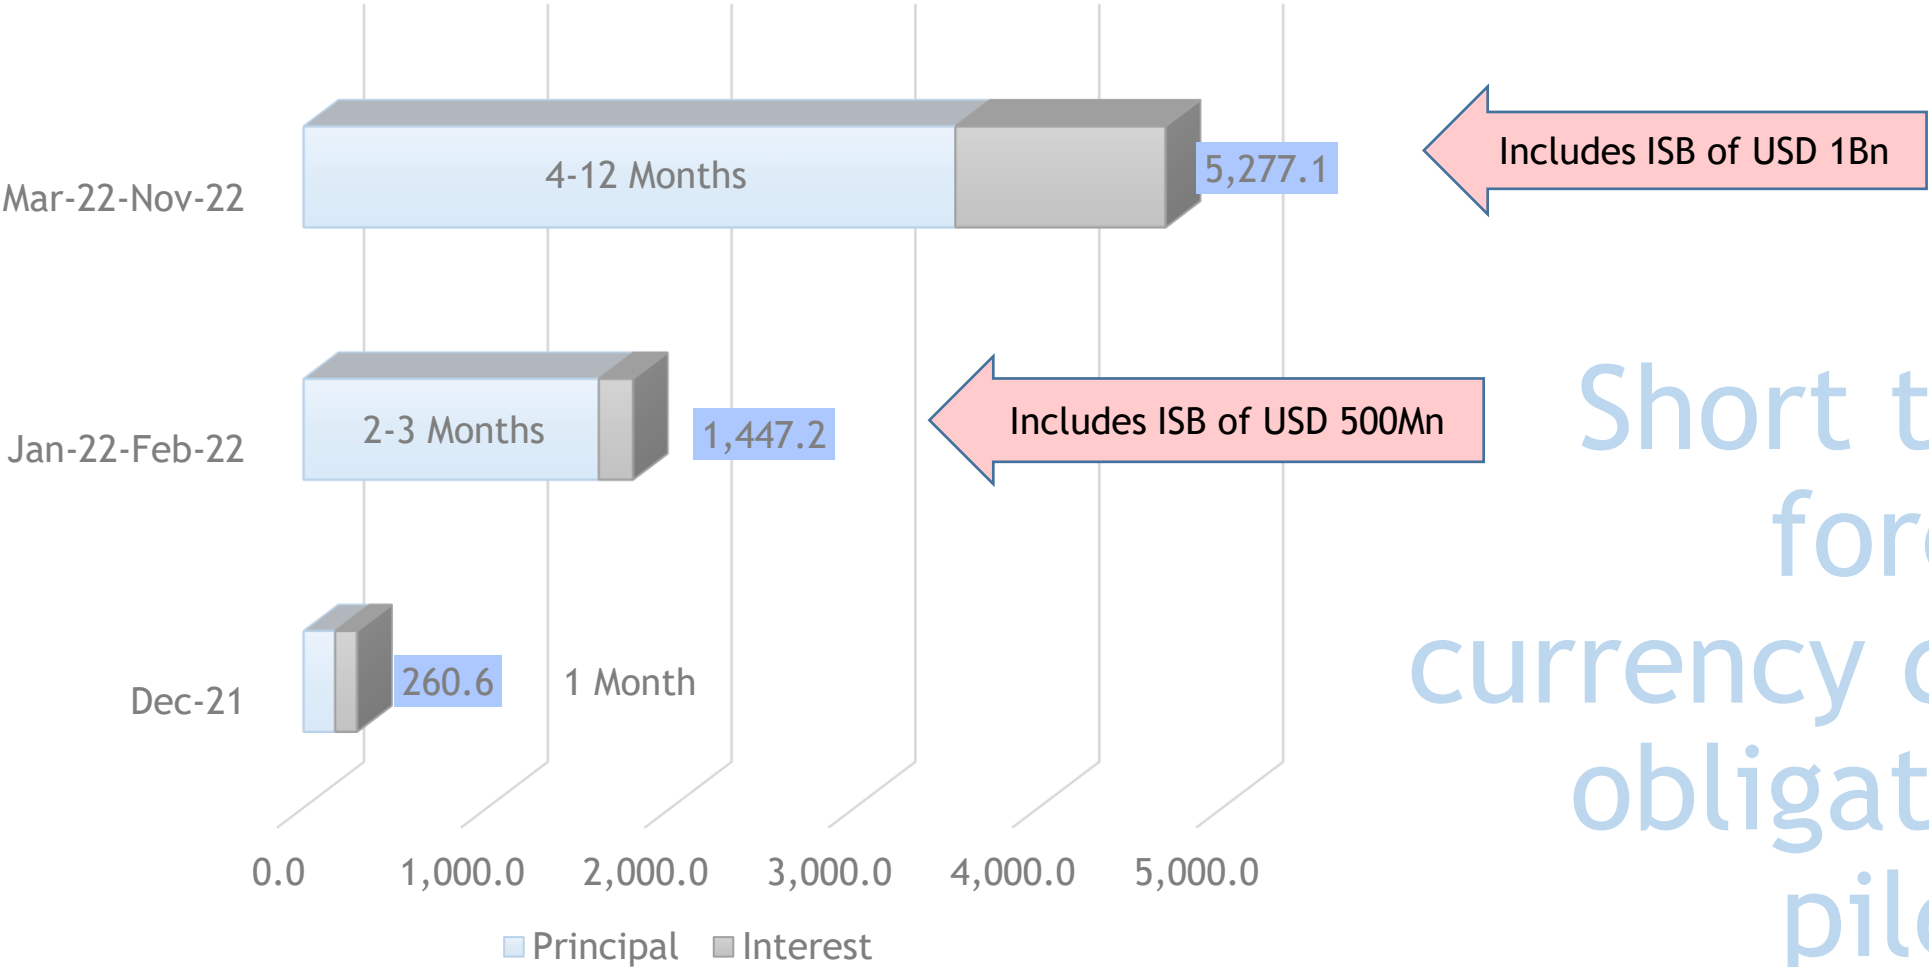 Mar-22-Nov-22
4-12 Months
5,277.1
Includes ISB of USD 1Bn
Jan-22-Feb-22
2-3 Months
1,447.2
Includes ISB of USD 500Mn
Dec-21
260.6
1 Month
0.0 1,000.0 2,000.0 3,000.0 4,000.0 5,000.0
Principal Interest
Short
currency